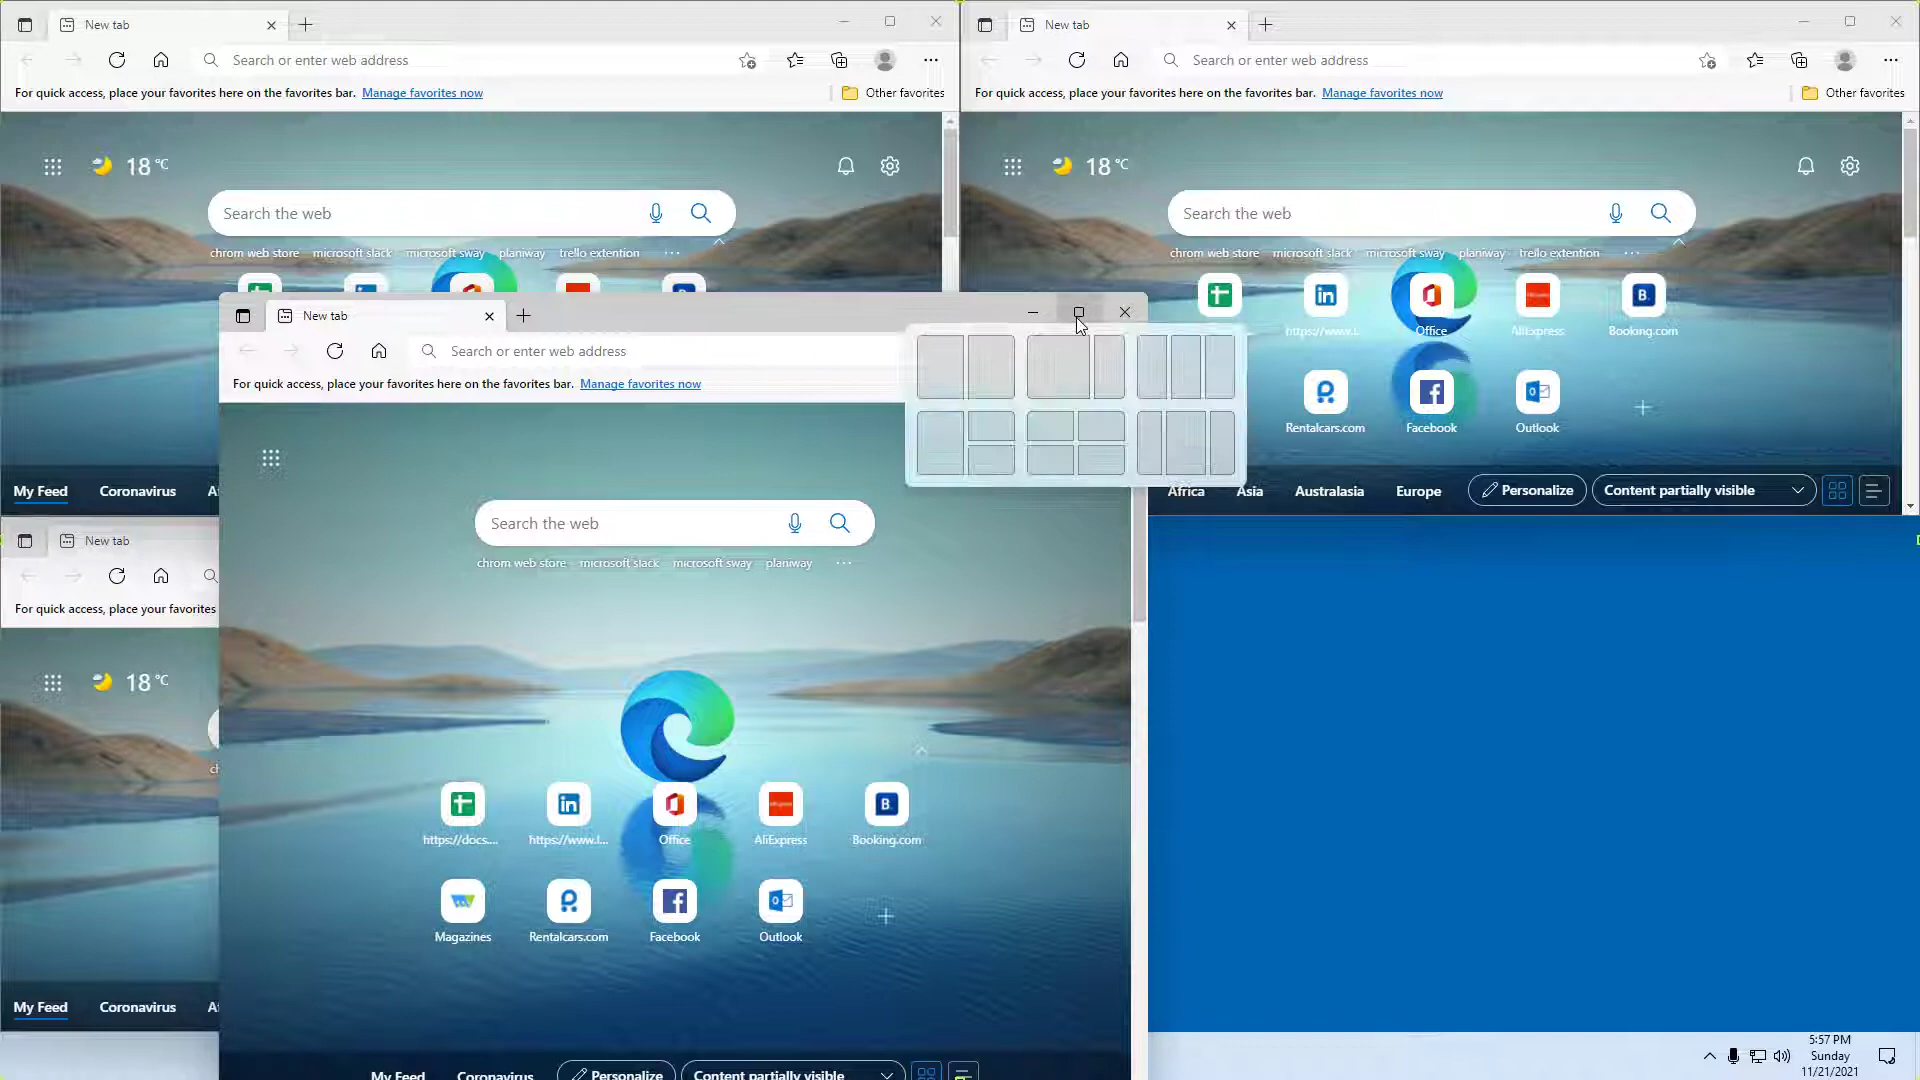 New tab
Search or enter web address
For quick access, place your favorites here on the favorites bar. Manage favorites now
Other favorites
18 °C
Search the web
chrom web store microsoft slack microsoft sway planiway trello extention ...
My Feed Coronavirus
New tab
Search or enter web address
For quick access, place your favorites here on the favorites bar. Manage favorites now
Other favorites
18 °C
Search the web
chrom web store microsoft slack microsoft sway planiway trello extention ...
https://www.l... Office AliExpress Booking.com
Rentalcars.com Facebook Outlook
Africa Asia Australasia Europe Personalize Content partially visible
New tab
For quick access, place your favorites
18 °C
My Feed Coronavirus
New tab
Search or enter web address
For quick access, place your favorites here on the favorites bar. Manage favorites now
Search the web
chrom web store microsoft slack microsoft sway planiway ...
https://docs.... https://www.l... Office AliExpress Booking.com
Magazines Rentalcars.com Facebook Outlook
My Feed Coronavirus Personalize Content partially visible
5:57 PM
Sunday
11/21/2021